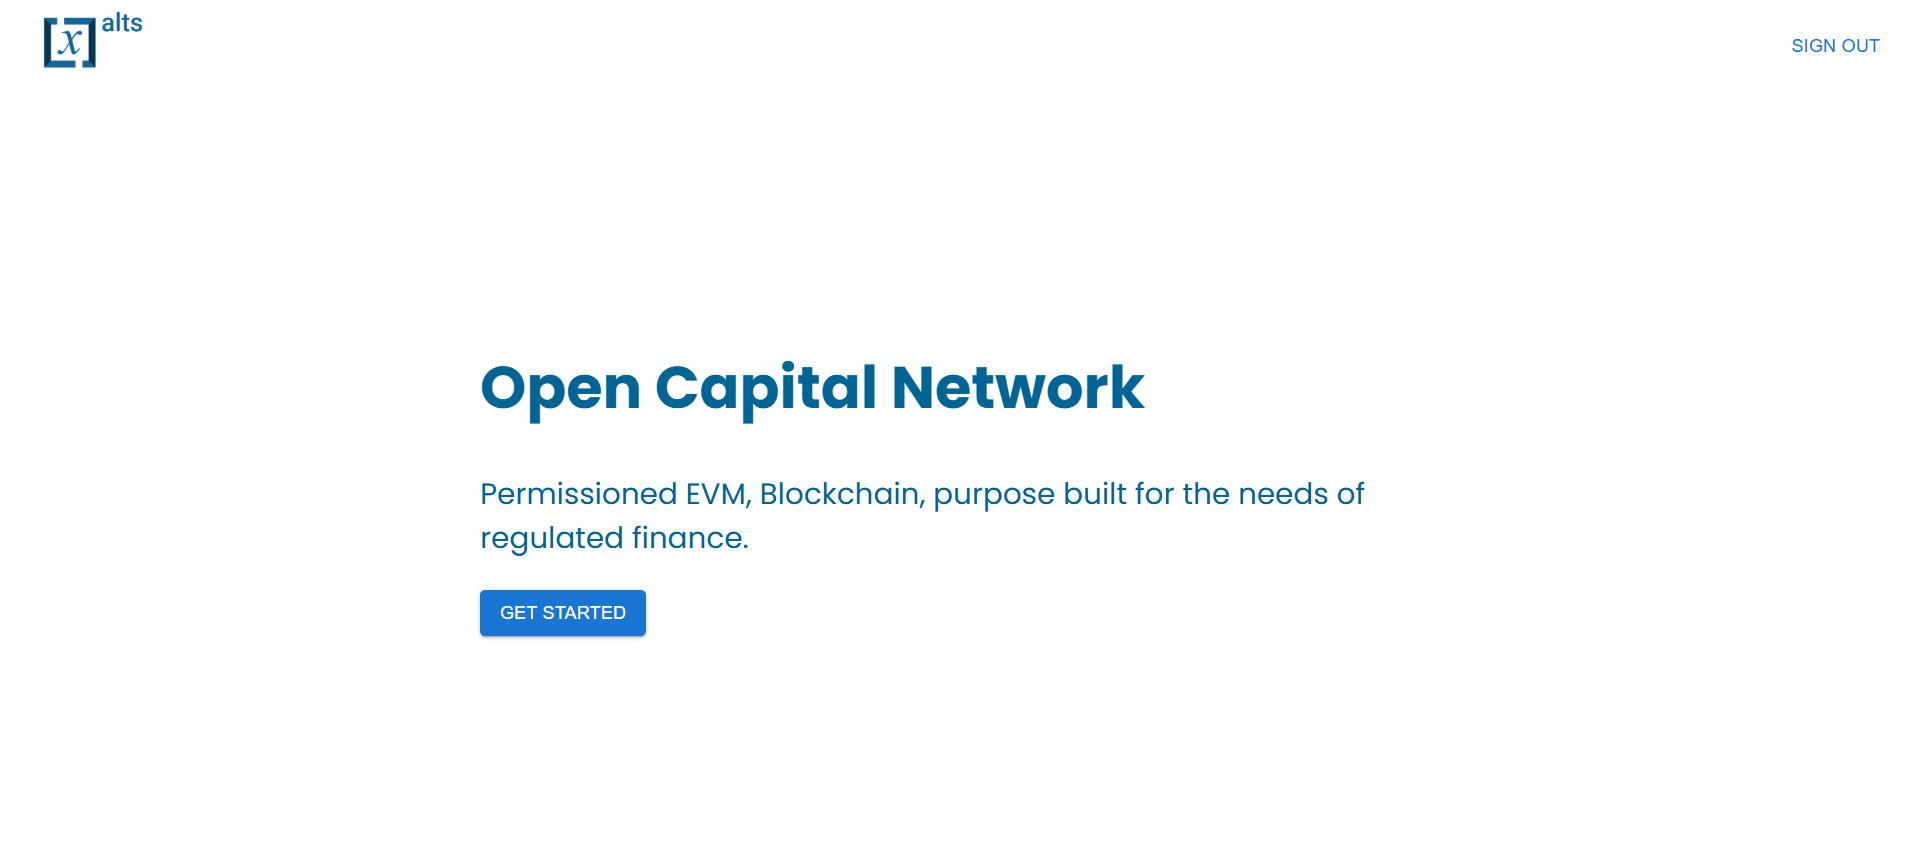 x alts
SIGN OUT
Open Capital Network
Permissioned EVM, Blockchain, purpose built for the needs of
regulated finance.
GET STARTED